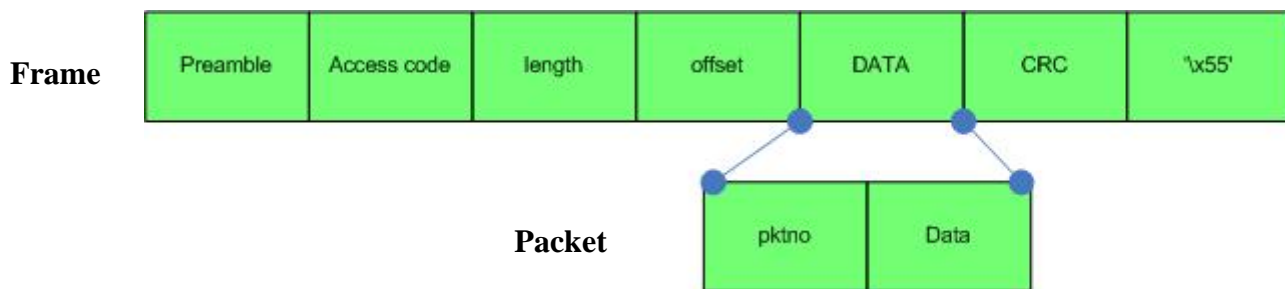 Frame
Preamble
Access code
length
offset
DATA
CRC
'\x55'
Packet
pktno
Data